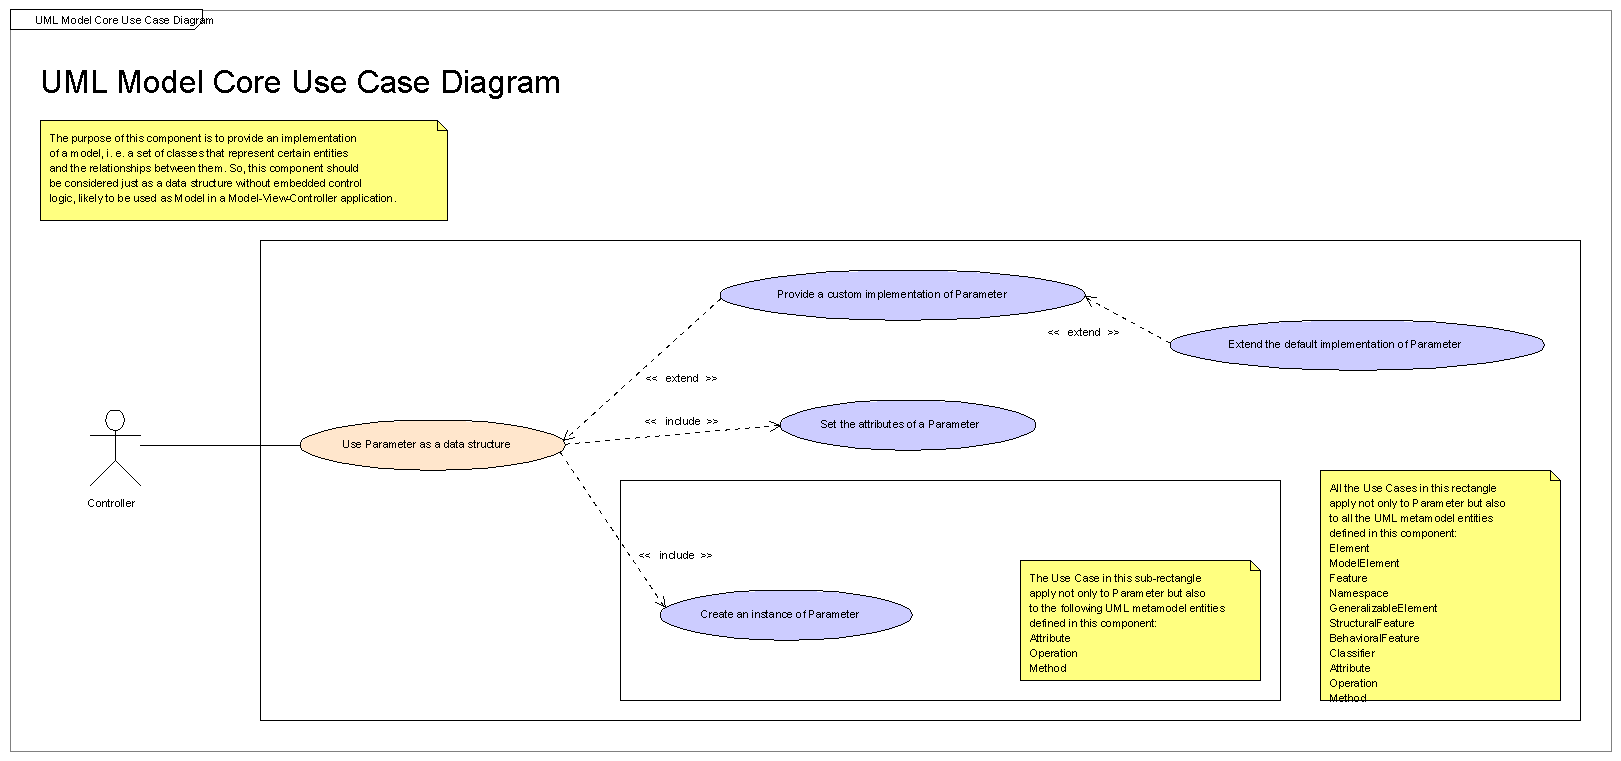 UML Model Core Use Case Diagram
UML Model Core Use Case Diagram
The purpose of this component is to provide an implementation
of a model, i. e. a set of classes that represent certain entities
and the relationships between them. So, this component should
be considered just as a data structure without embedded control
logic, likely to be used as Model in a Model-View-Controller application.
Provide a custom implementation of Parameter
<< extend >>
Extend the default implementation of Parameter
<< extend >>
<< include >>
Set the attributes of a Parameter
Use Parameter as a data structure
Controller
<< include >>
Create an instance of Parameter
The Use Case in this sub-rectangle
apply not only to Parameter but also
to the following UML metamodel entities
defined in this component:
Attribute
Operation
Method
All the Use Cases in this rectangle
apply not only to Parameter but also
to all the UML metamodel entities
defined in this component:
Element
ModelElement
Feature
Namespace
GeneralizableElement
StructuralFeature
BehavioralFeature
Classifier
Attribute
Operation
Method